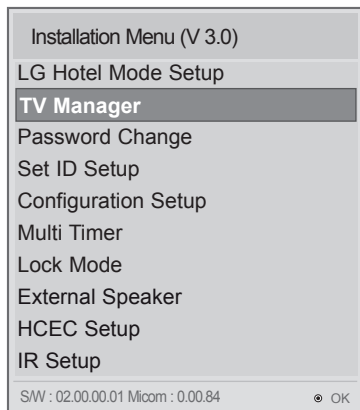 Installation Menu (V 3.0)
LG Hotel Mode Setup
TV Manager
Password Change
Set ID Setup
Configuration Setup
Multi Timer
Lock Mode
External Speaker
HCEC Setup
IR Setup
S/W : 02.00.00.01 Micom : 0.00.84 ◉ OK